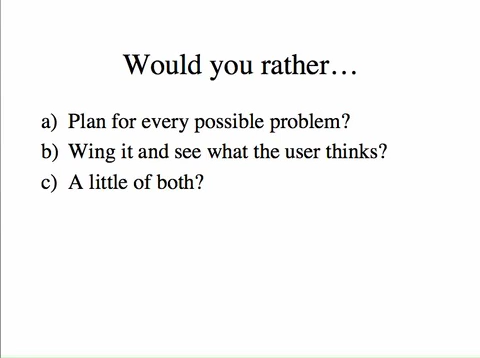 Would you rather…
a) Plan for every possible problem?
b) Wing it and see what the user thinks?
c) A little of both?